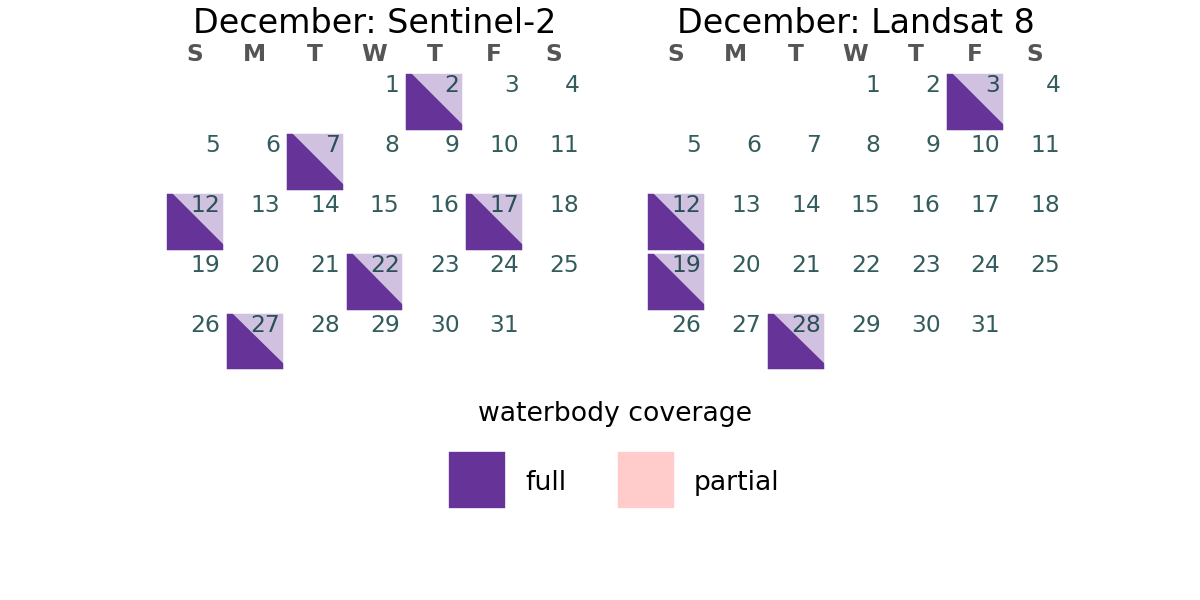 December: Sentinel-2
S M T W T F S
1 2 3 4
5 6 7 8 9 10 11
12 13 14 15 16 17 18
19 20 21 22 23 24 25
26 27 28 29 30 31
December: Landsat 8
S M T W T F S
1 2 3 4
5 6 7 8 9 10 11
12 13 14 15 16 17 18
19 20 21 22 23 24 25
26 27 28 29 30 31
waterbody coverage
full
partial